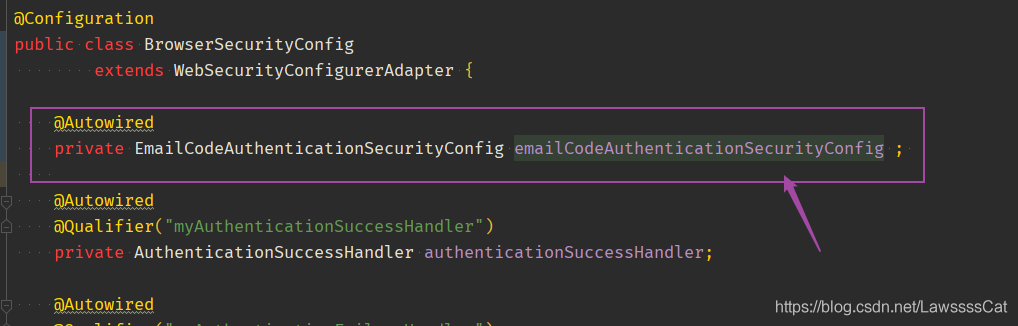 @Configuration
public class BrowserSecurityConfig
extends WebSecurityConfigurerAdapter {
@Autowired
private EmailCodeAuthenticationSecurityConfig emailCodeAuthenticationSecurityConfig ;
@Autowired
@Qualifier("myAuthenticationSuccessHandler")
private AuthenticationSuccessHandler authenticationSuccessHandler;
@Autowired
https://blog.csdn.net/LawssssCat